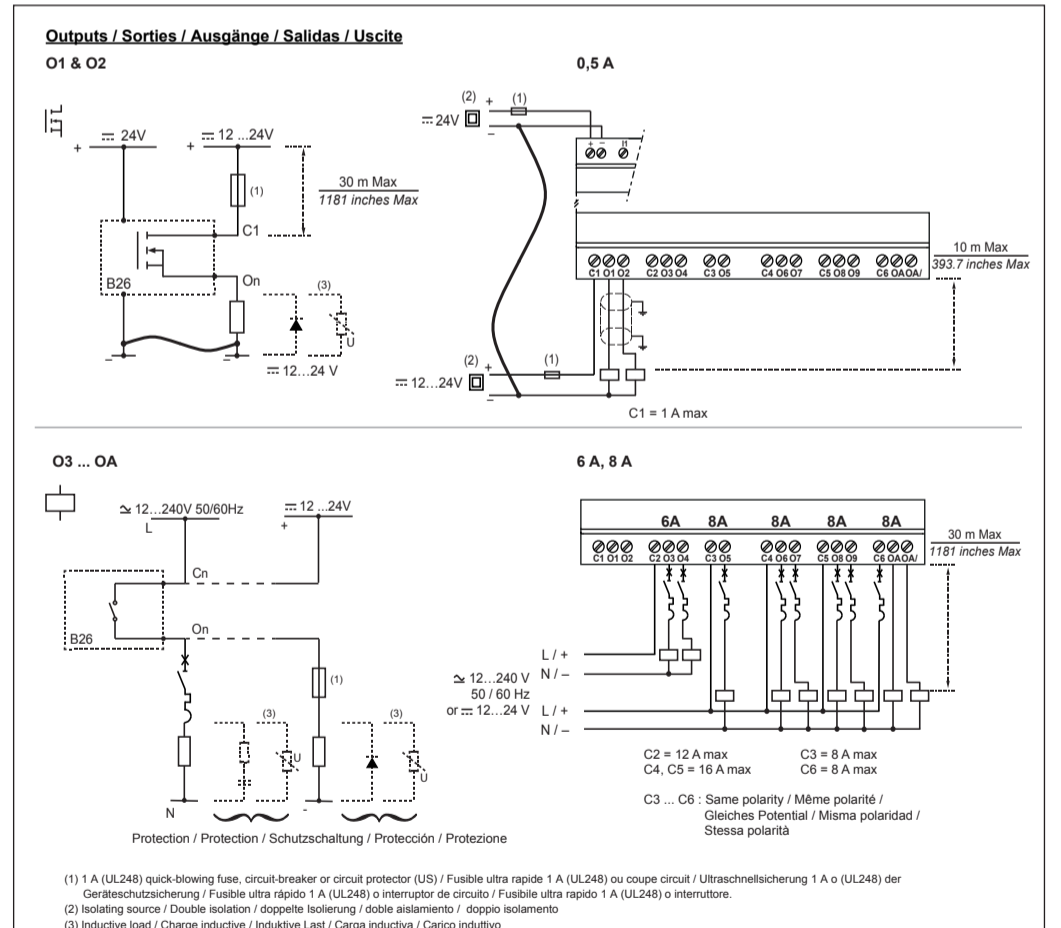 Outputs / Sorties / Ausgänge / Salidas / Uscite
O1 & O2
0,5 A
24V
+
12 ...24V
+
(1)
30 m Max
1181 inches Max
C1
B26
On
(3)
U
–
–
12...24 V
(2)
+
(1)
24V
–
+ – I1
C1 O1 O2 C2 O3 O4 C3 O5 C4 O6 O7 C5 O8 O9 C6 OA OA/
10 m Max
393.7 inches Max
(2)
+
(1)
12...24V
–
C1 = 1 A max
O3 ... OA
6 A, 8 A
12...240V 50/60Hz
L
12 ...24V
+
Cn
B26
On
(1)
(3)
U
(3)
U
N
-
Protection / Protection / Schutzschaltung / Protección / Protezione
6A 8A 8A 8A 8A
C1 O1 O2 C2 O3 O4 C3 O5 C4 O6 O7 C5 O8 O9 C6 OA OA/
30 m Max
1181 inches Max
L / +
N / –
12...240 V
50 / 60 Hz
or 12...24 V
L / +
N / –
C2 = 12 A max
C4, C5 = 16 A max
C3 = 8 A max
C6 = 8 A max
C3 ... C6 : Same polarity / Même polarité /
Gleiches Potential / Misma polaridad /
Stessa polarità
(1) 1 A (UL248) quick-blowing fuse, circuit-breaker or circuit protector (US) / Fusible ultra rapide 1 A (UL248) ou coupe circuit / Ultraschnellsicherung 1 A o (UL248) der
Geräteschutzsicherung / Fusible ultra rápido 1 A (UL248) o interruptor de circuito / Fusibile ultra rapido 1 A (UL248) o interruttore.
(2) Isolating source / Double isolation / doppelte Isolierung / doble aislamiento / doppio isolamento
(3) Inductive load / Charge inductive / Induktive Last / Carga inductiva / Carico induttivo